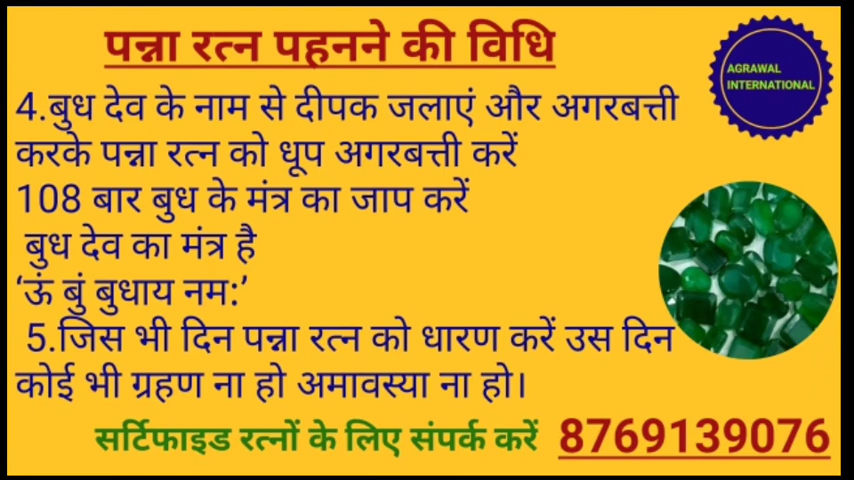 पन्ना रत्न पहनने की विधि
AGRAWAL
INTERNATIONAL
4.बुध देव के नाम से दीपक जलाएं और अगरबत्ती
करके पन्ना रत्न को धूप अगरबत्ती करें
108 बार बुध के मंत्र का जाप करें
बुध देव का मंत्र है
‘ऊं बुं बुधाय नम:’
5.जिस भी दिन पन्ना रत्न को धारण करें उस दिन
कोई भी ग्रहण ना हो अमावस्या ना हो।
सर्टिफाइड रत्नों के लिए संपर्क करें 8769139076